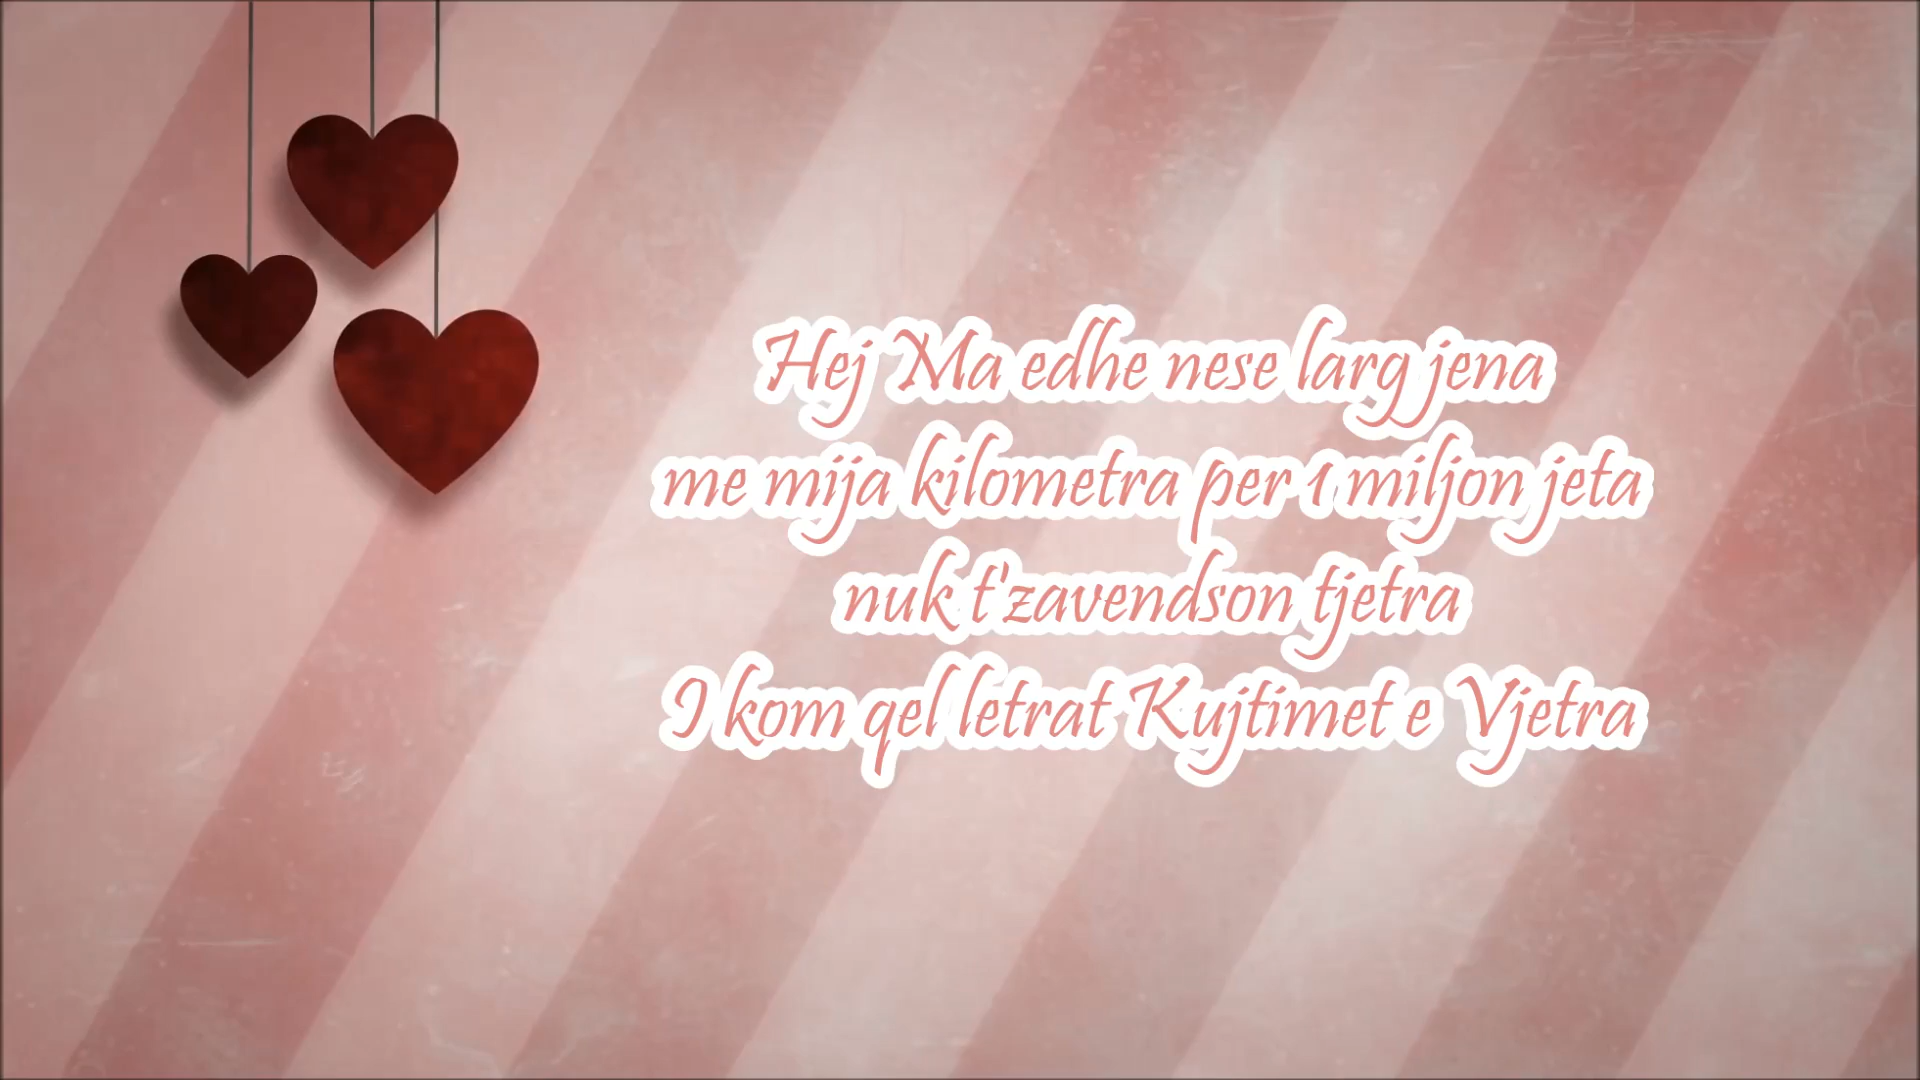 Hej Ma edhe nese larg jena
me mija kilometra per 1 miljon jeta
nuk t'zavendson tjetra
I kom qel letrat Kujtimet e Vjetra